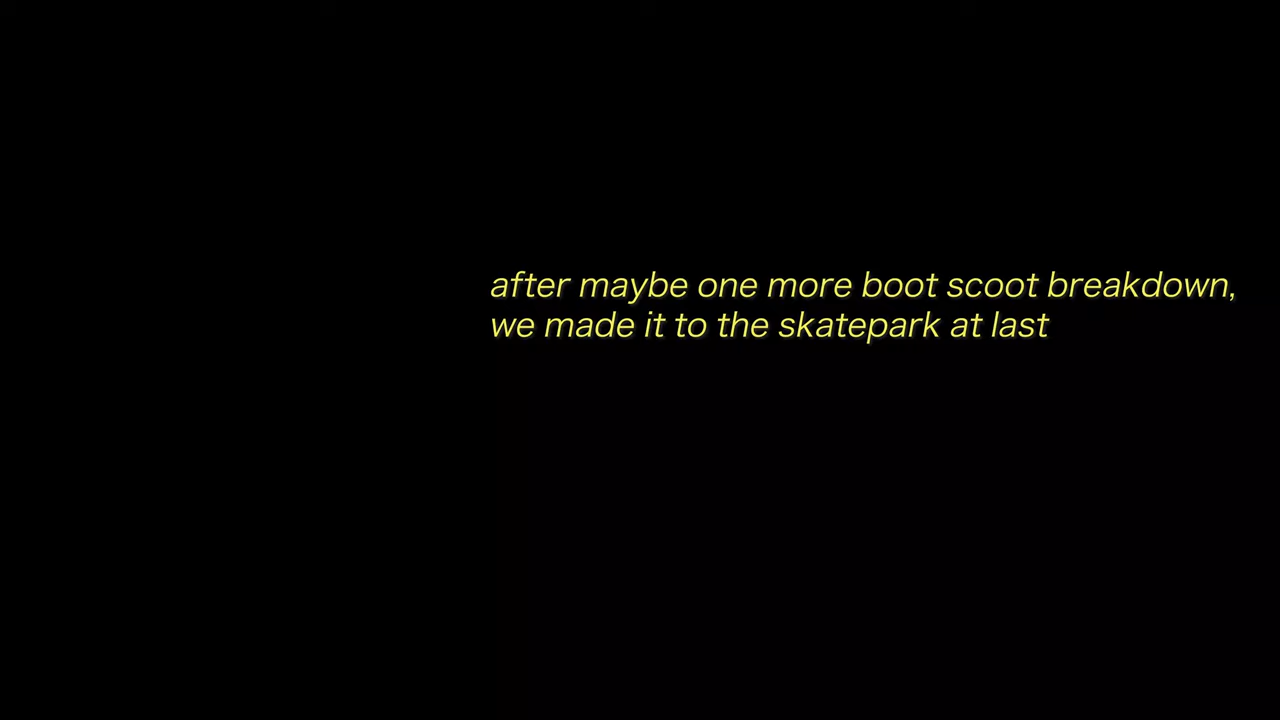 after maybe one more boot scoot breakdown,
we made it to the skatepark at last